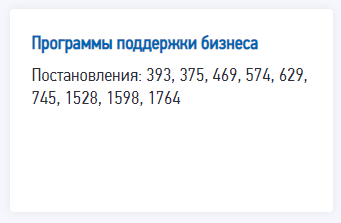 Программы поддержки бизнеса
Постановления: 393, 375, 469, 574, 629,
745, 1528, 1598, 1764